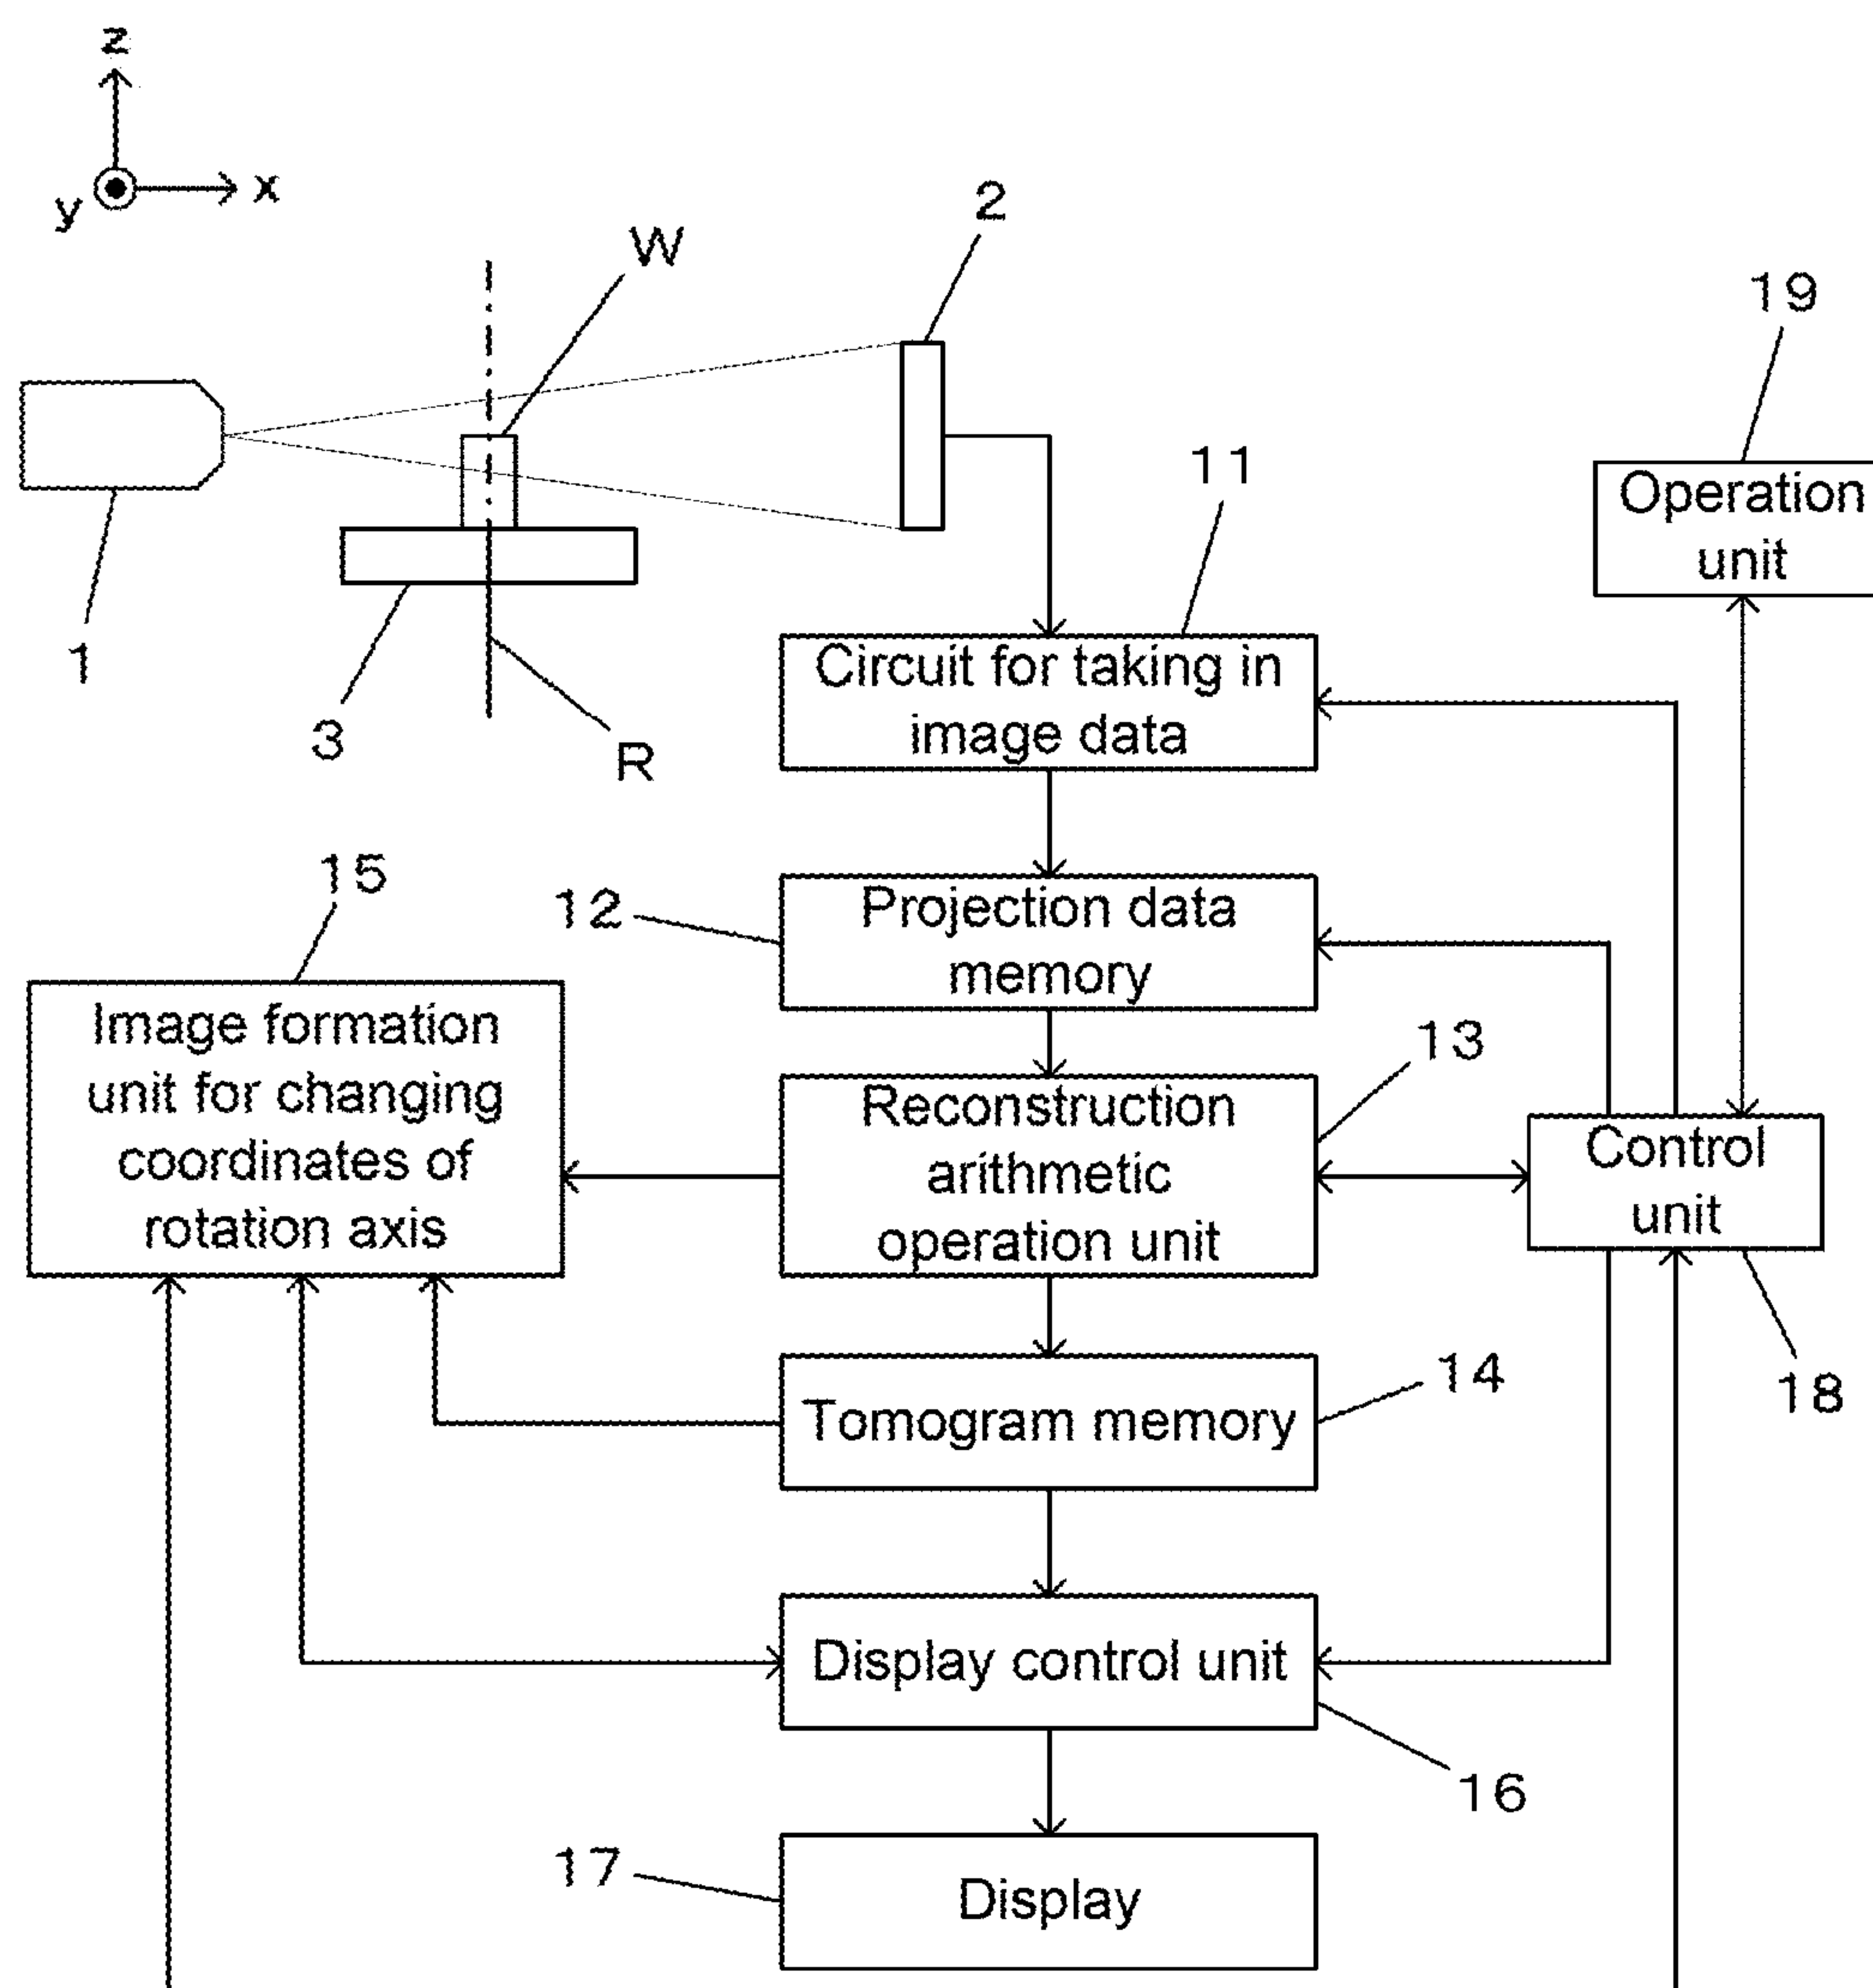 z
y
x
W
2
19
1
3
R
11
Operation
unit
Circuit for taking in
image data
15
12
Projection data
memory
Image formation
unit for changing
coordinates of
rotation axis
13
Reconstruction
arithmetic
operation unit
Control
unit
18
14
Tomogram memory
Display control unit
16
17
Display